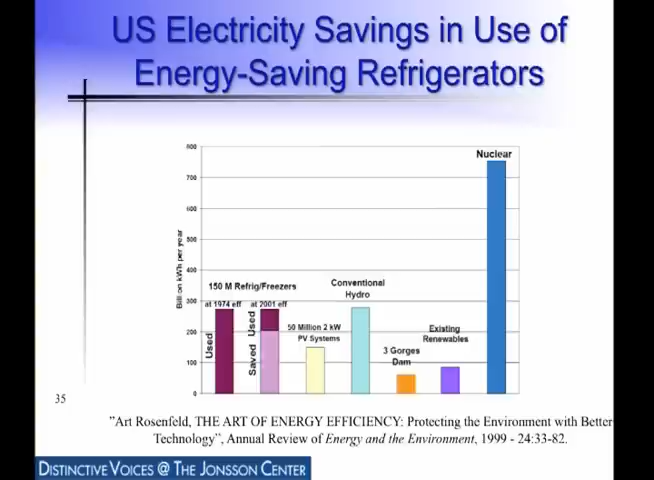 US Electricity Savings in Use of
Energy-Saving Refrigerators
800
700
600
500
400
300
200
100
0
Billion kWh per year
Nuclear
150 M Refrig/Freezers
at 1974 eff
at 2001 eff
Used
Used
Saved
50 Million 2 kW
PV Systems
Conventional
Hydro
3 Gorges
Dam
Existing
Renewables
35
”Art Rosenfeld, THE ART OF ENERGY EFFICIENCY: Protecting the Environment with Better
Technology”, Annual Review of Energy and the Environment, 1999 - 24:33-82.
DISTINCTIVE VOICES @ THE JONSSON CENTER